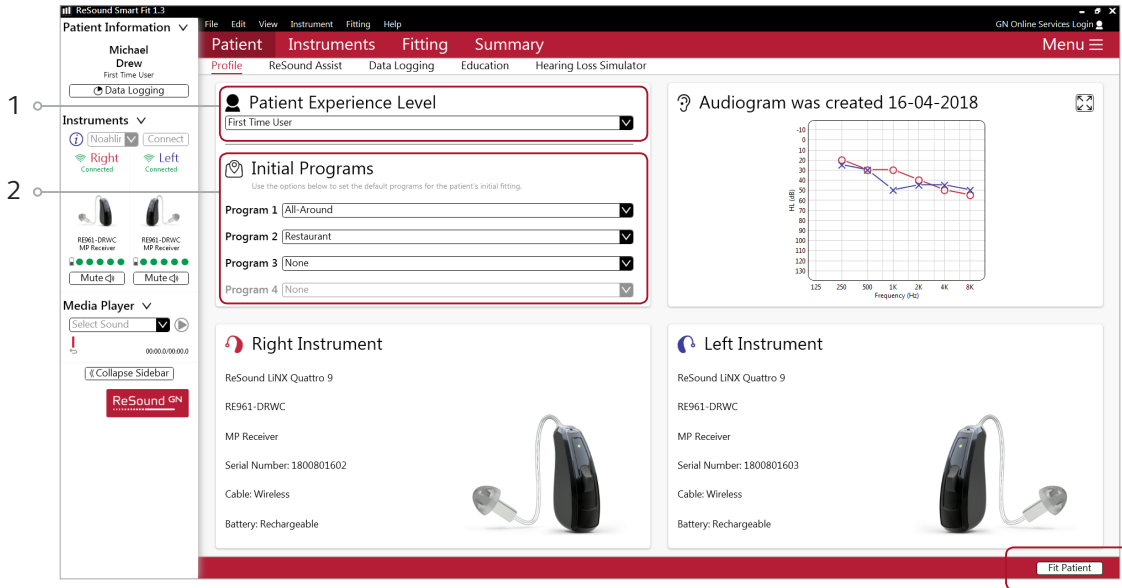 ReSound Smart Fit 1.3
File Edit View Instrument Fitting Help
GN Online Services Login
Patient Information
Michael
Drew
First Time User
Data Logging
Instruments
Noahlir
Connect
Right
Connected
Left
Connected
RE961-DRWC
MP Receiver
RE961-DRWC
MP Receiver
Mute
Mute
Media Player
Select Sound
00:00.0/00:00.0
Collapse Sidebar
ReSound GN
Patient Instruments Fitting Summary
Menu
Profile ReSound Assist Data Logging Education Hearing Loss Simulator
1
Patient Experience Level
First Time User
2
Initial Programs
Use the options below to set the default programs for the patient's initial fitting.
Program 1 All-Around
Program 2 Restaurant
Program 3 None
Program 4 None
Audiogram was created 16-04-2018
-10
0
10
20
30
40
50
60
70
80
90
100
110
120
130
HL (dB)
125 250 500 1K 2K 4K 8K
Frequency (Hz)
Right Instrument
ReSound LiNX Quattro 9
RE961-DRWC
MP Receiver
Serial Number: 1800801602
Cable: Wireless
Battery: Rechargeable
Left Instrument
ReSound LiNX Quattro 9
RE961-DRWC
MP Receiver
Serial Number: 1800801603
Cable: Wireless
Battery: Rechargeable
Fit Patient